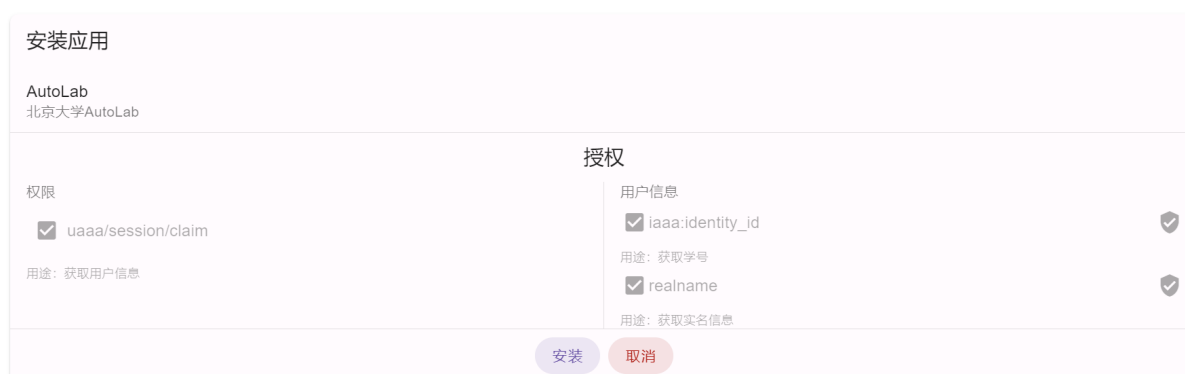 安装应用
AutoLab
北京大学AutoLab
授权
权限
uaaa/session/claim
用途：获取用户信息
用户信息
iaaa:identity_id
用途：获取学号
realname
用途：获取实名信息
安装
取消